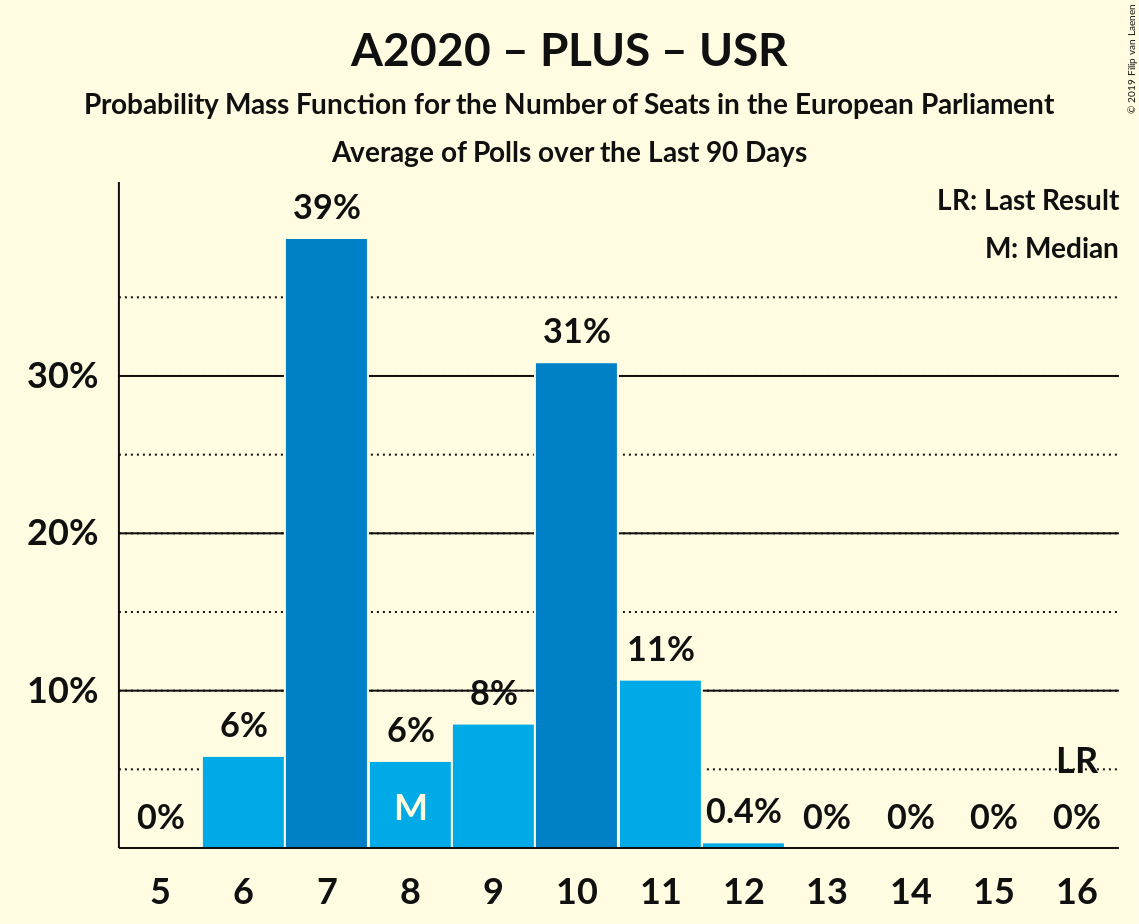 A2020 – PLUS – USR
Probability Mass Function for the Number of Seats in the European Parliament
Average of Polls over the Last 90 Days
© 2019 Filip van Laenen
LR: Last Result
M: Median
39%
31%
30%
20%
11%
10%
8%
6%
6%
LR
M
0%
0.4%
0%
0%
0%
0%
5 6 7 8 9 10 11 12 13 14 15 16